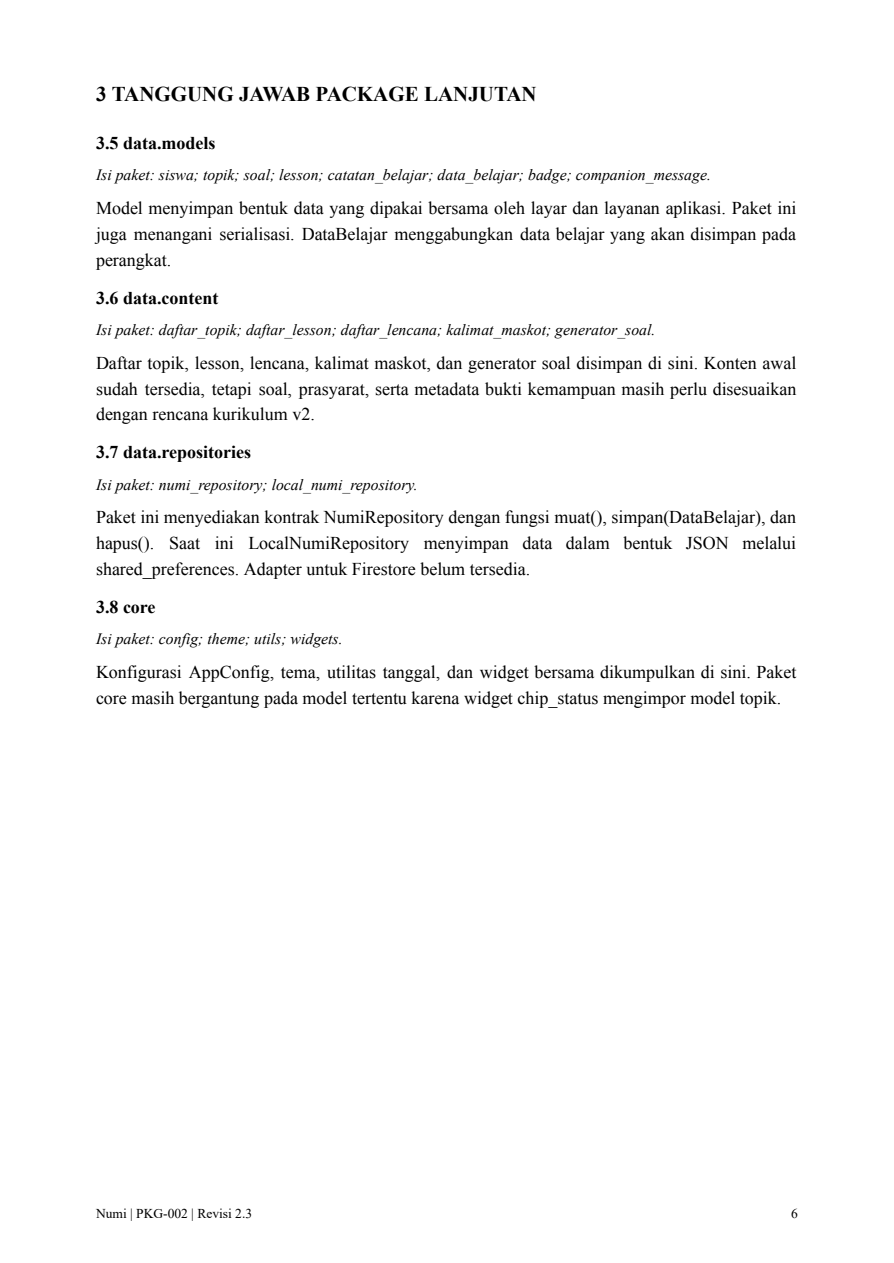 3 TANGGUNG JAWAB PACKAGE LANJUTAN
3.5 data.models
Isi paket: siswa; topik; soal; lesson; catatan_belajar; data_belajar; badge; companion_message.
Model menyimpan bentuk data yang dipakai bersama oleh layar dan layanan aplikasi. Paket ini
juga menangani serialisasi. DataBelajar menggabungkan data belajar yang akan disimpan pada
perangkat.
3.6 data.content
Isi paket: daftar_topik; daftar_lesson; daftar_lencana; kalimat_maskot; generator_soal.
Daftar topik, lesson, lencana, kalimat maskot, dan generator soal disimpan di sini. Konten awal
sudah tersedia, tetapi soal, prasyarat, serta metadata bukti kemampuan masih perlu disesuaikan
dengan rencana kurikulum v2.
3.7 data.repositories
Isi paket: numi_repository; local_numi_repository.
Paket ini menyediakan kontrak NumiRepository dengan fungsi muat(), simpan(DataBelajar), dan
hapus(). Saat ini LocalNumiRepository menyimpan data dalam bentuk JSON melalui
shared_preferences. Adapter untuk Firestore belum tersedia.
3.8 core
Isi paket: config; theme; utils; widgets.
Konfigurasi AppConfig, tema, utilitas tanggal, dan widget bersama dikumpulkan di sini. Paket
core masih bergantung pada model tertentu karena widget chip_status mengimpor model topik.
Numi | PKG-002 | Revisi 2.3 6